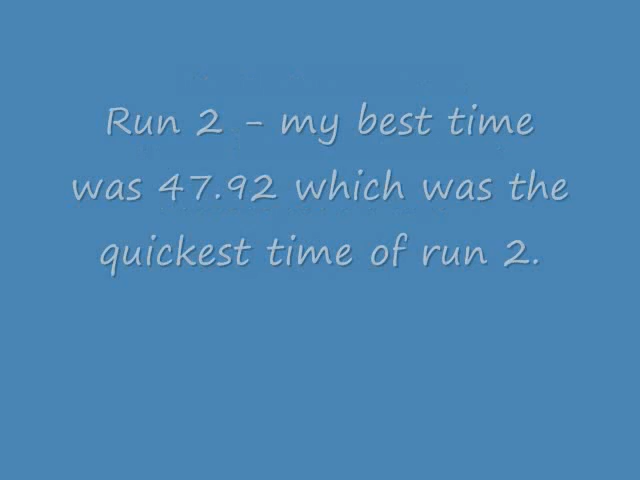 Run 2 - my best time
was 47.92 which was the
quickest time of run 2.